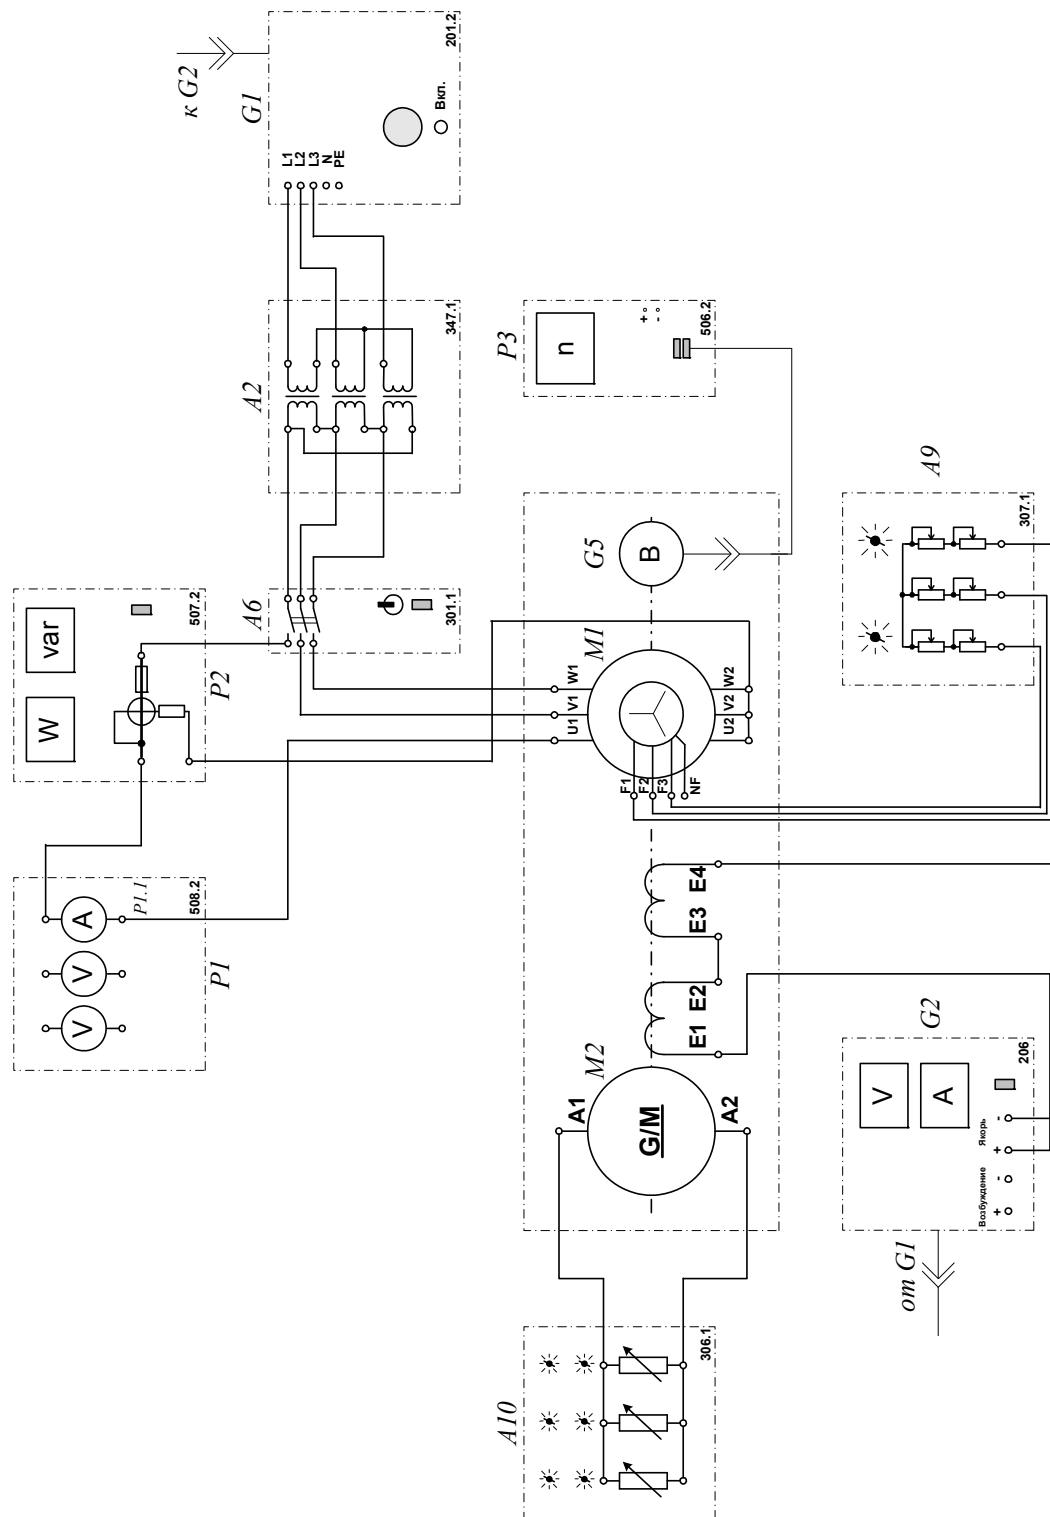 к G2
G1
201.2
Вкл.
L1
L2
L3
N
PE
A2
347.1
P3
n
+
-
506.2
A9
307.1
507.2
var
W
P2
A6
301.1
G5
B
M1
W1
V1
U1
W2
V2
U2
F1
F2
F3
NF
P1.1
508.2
A
V
V
P1
E4
E3
E2
E1
M2
A1
G/M
A2
G2
206
V
A
Якорь
-
+
Возбуждение
-
+
от G1
A10
306.1